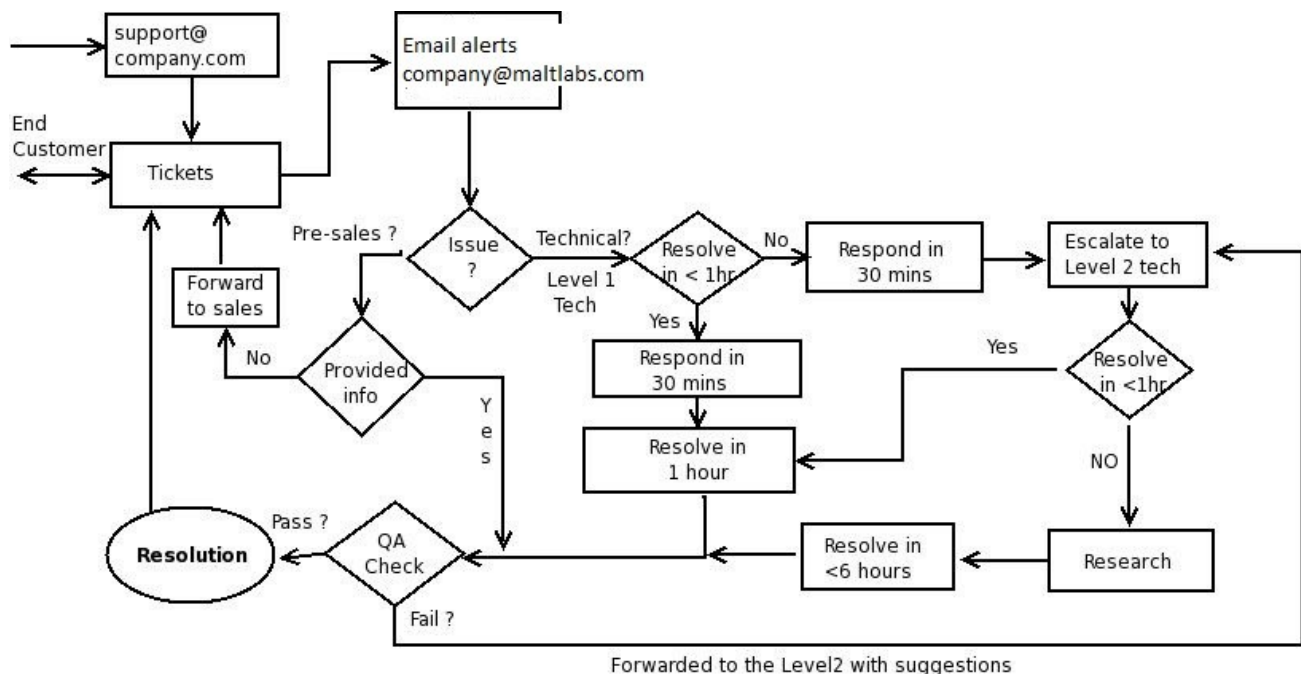 support@
company.com
Email alerts
company@maltlabs.com
End
Customer
Tickets
Pre-sales ?
Issue
?
Technical?
Level 1
Tech
Resolve
in < 1hr
No
Respond in
30 mins
Escalate to
Level 2 tech
Forward
to sales
No
Provided
info
Yes
Yes
Respond in
30 mins
Yes
Resolve
in <1hr
Resolve in
1 hour
NO
Pass ?
Resolution
QA
Check
Resolve in
<6 hours
Research
Fail ?
Forwarded to the Level2 with suggestions